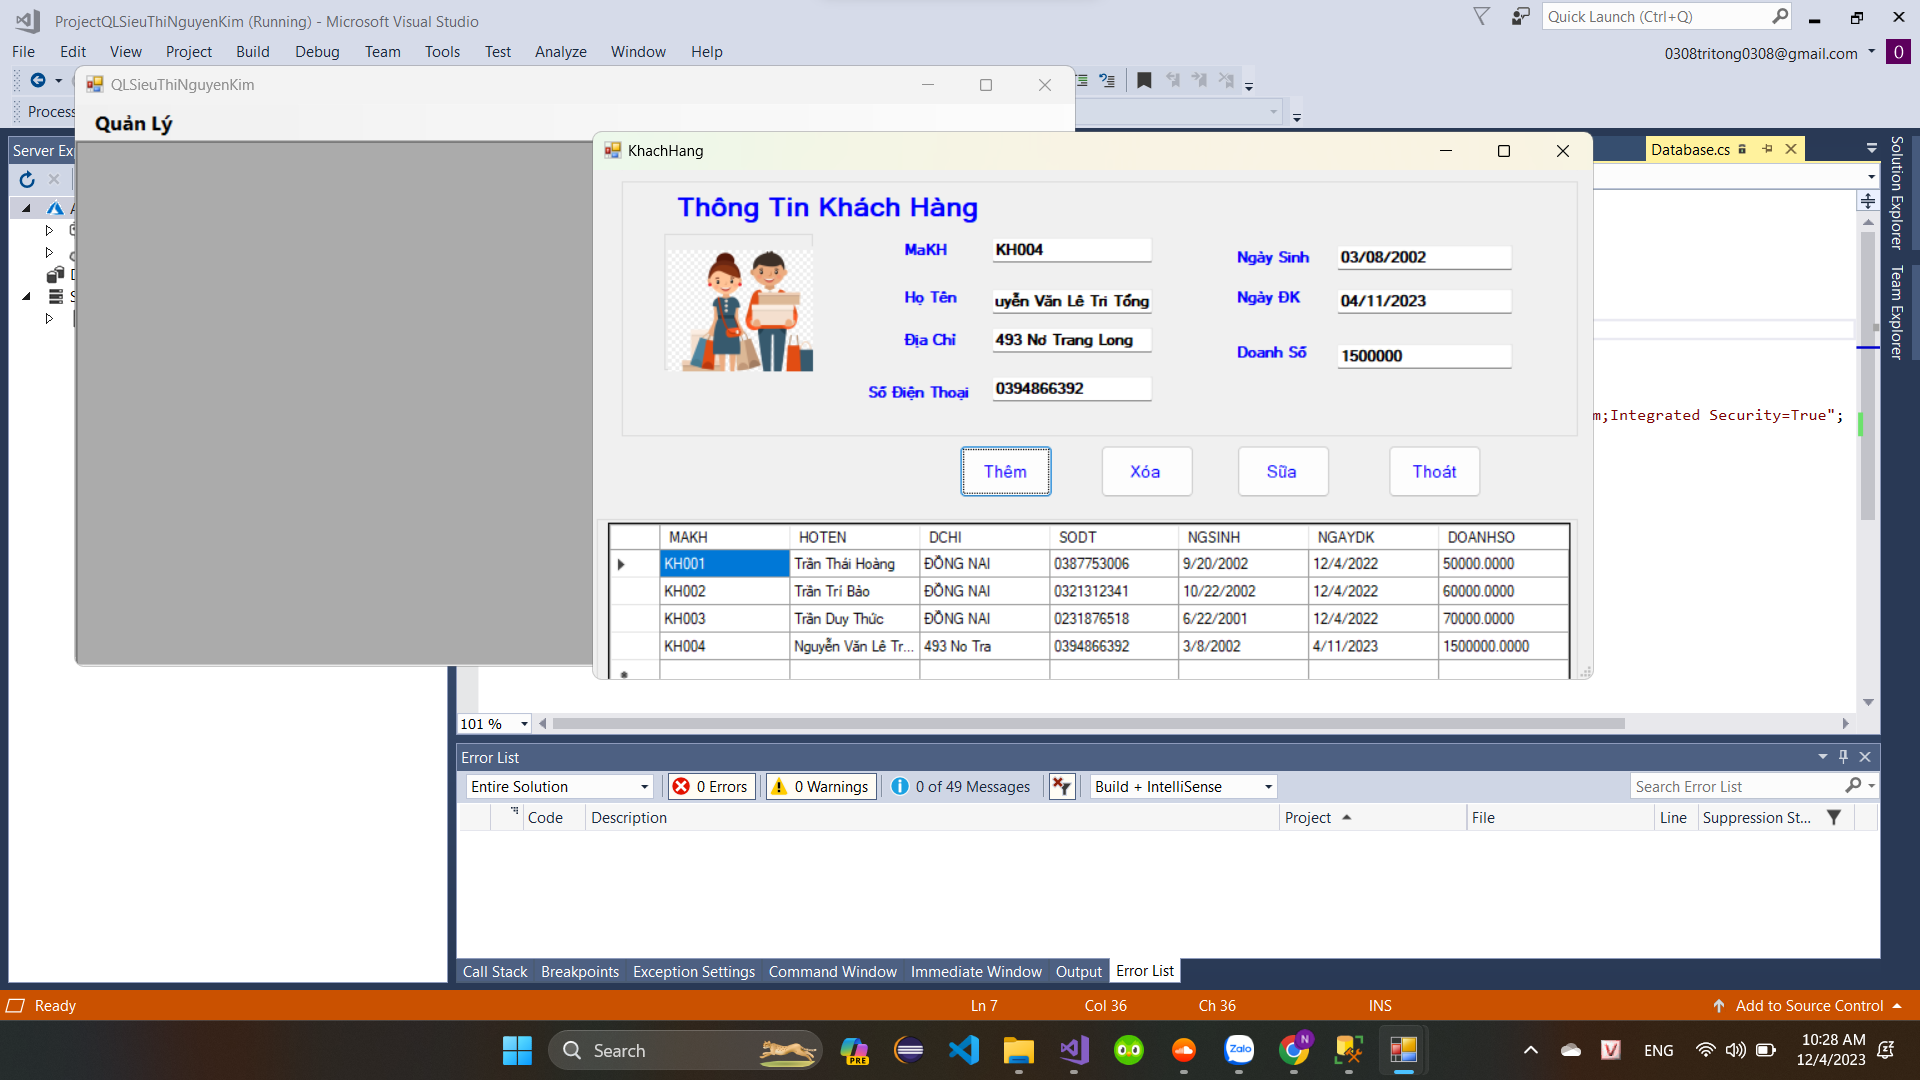 ProjectQLSieuThiNguyenKim (Running) - Microsoft Visual Studio
Quick Launch (Ctrl+Q)
File Edit View Project Build Debug Team Tools Test Analyze Window Help
0308tritong0308@gmail.com
O
QLSieuThiNguyenKim
Process
Quản Lý
Server Ex
KhachHang
Database.cs
Solution Explorer
Team Explorer
Thông Tin Khách Hàng
MaKH KH004
Ngày Sinh 03/08/2002
Họ Tên uyễn Văn Lê Tri Tổng
Ngày ĐK 04/11/2023
Địa Chỉ 493 Nơ Trang Long
Doanh Số 1500000
Số Điện Thoại 0394866392
m;Integrated Security=True";
Thêm Xóa Sữa Thoát
MAKH HOTEN DCHI SODT NGSINH NGAYDK DOANHSO
KH001 Trần Thái Hoàng ĐỒNG NAI 0387753006 9/20/2002 12/4/2022 50000.0000
KH002 Trần Trí Bảo ĐỒNG NAI 0321312341 10/22/2002 12/4/2022 60000.0000
KH003 Trần Duy Thức ĐỒNG NAI 0231876518 6/22/2001 12/4/2022 70000.0000
KH004 Nguyễn Văn Lê Tr... 493 No Tra 0394866392 3/8/2002 4/11/2023 1500000.0000
101 %
Error List
Entire Solution 0 Errors 0 Warnings 0 of 49 Messages Build + IntelliSense Search Error List
Code Description Project File Line Suppression St...
Call Stack Breakpoints Exception Settings Command Window Immediate Window Output Error List
Ready Ln 7 Col 36 Ch 36 INS Add to Source Control
Search
PRE
Zalo
N
V
ENG
10:28 AM
12/4/2023